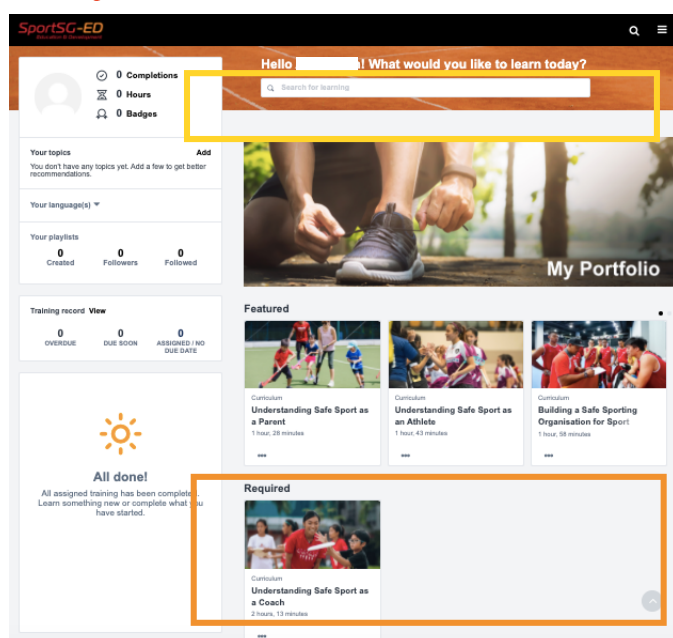 SportSG-ED
Education & Development
Hello ! What would you like to learn today?
Search for learning
0 Completions
0 Hours
0 Badges
Your topics Add
You don't have any topics yet. Add a few to get better
recommendations.
Your language(s)
Your playlists
0 0 0
Created Followers Followed
My Portfolio
Training record View
0 0 0
OVERDUE DUE SOON ASSIGNED / NO
DUE DATE
All done!
All assigned training has been completed.
Learn something new or complete what you
have started.
Featured
Curriculum
Understanding Safe Sport as
a Parent
1 hour, 28 minutes
Curriculum
Understanding Safe Sport as
an Athlete
1 hour, 43 minutes
Curriculum
Building a Safe Sporting
Organisation for Sport
1 hour, 58 minutes
Required
Curriculum
Understanding Safe Sport as
a Coach
2 hours, 13 minutes